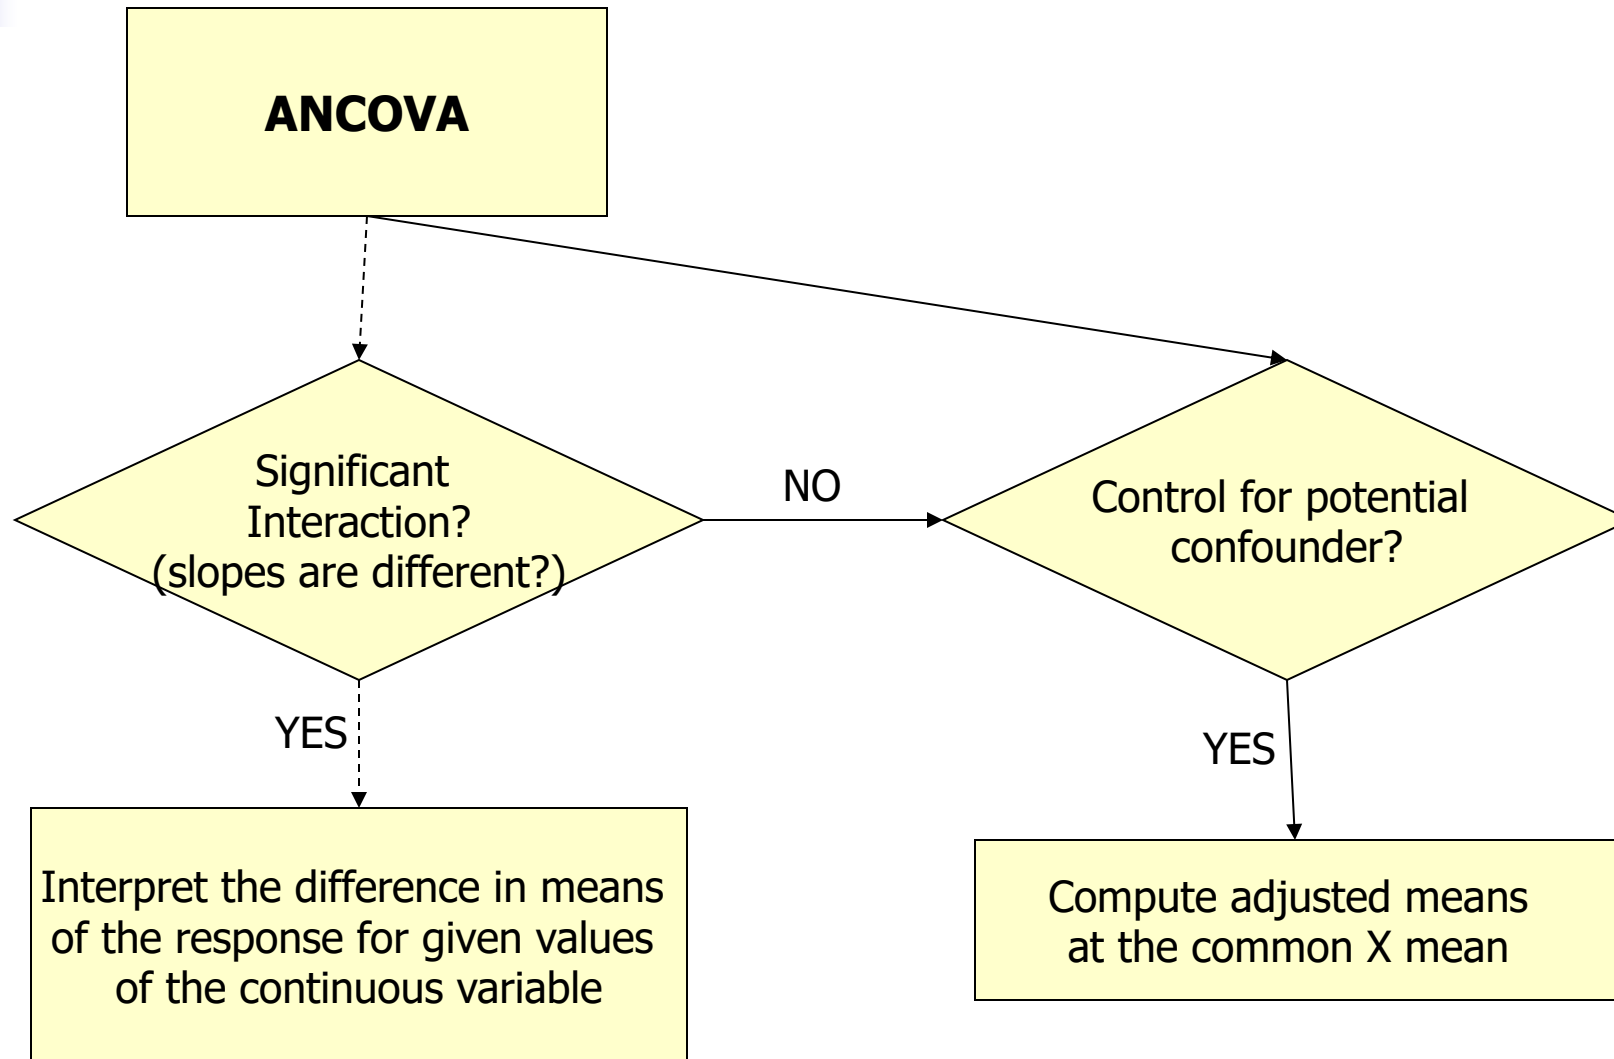 ANCOVA
Significant
Interaction?
(slopes are different?)
NO
Control for potential
confounder?
YES
YES
Interpret the difference in means
of the response for given values
of the continuous variable
Compute adjusted means
at the common X mean